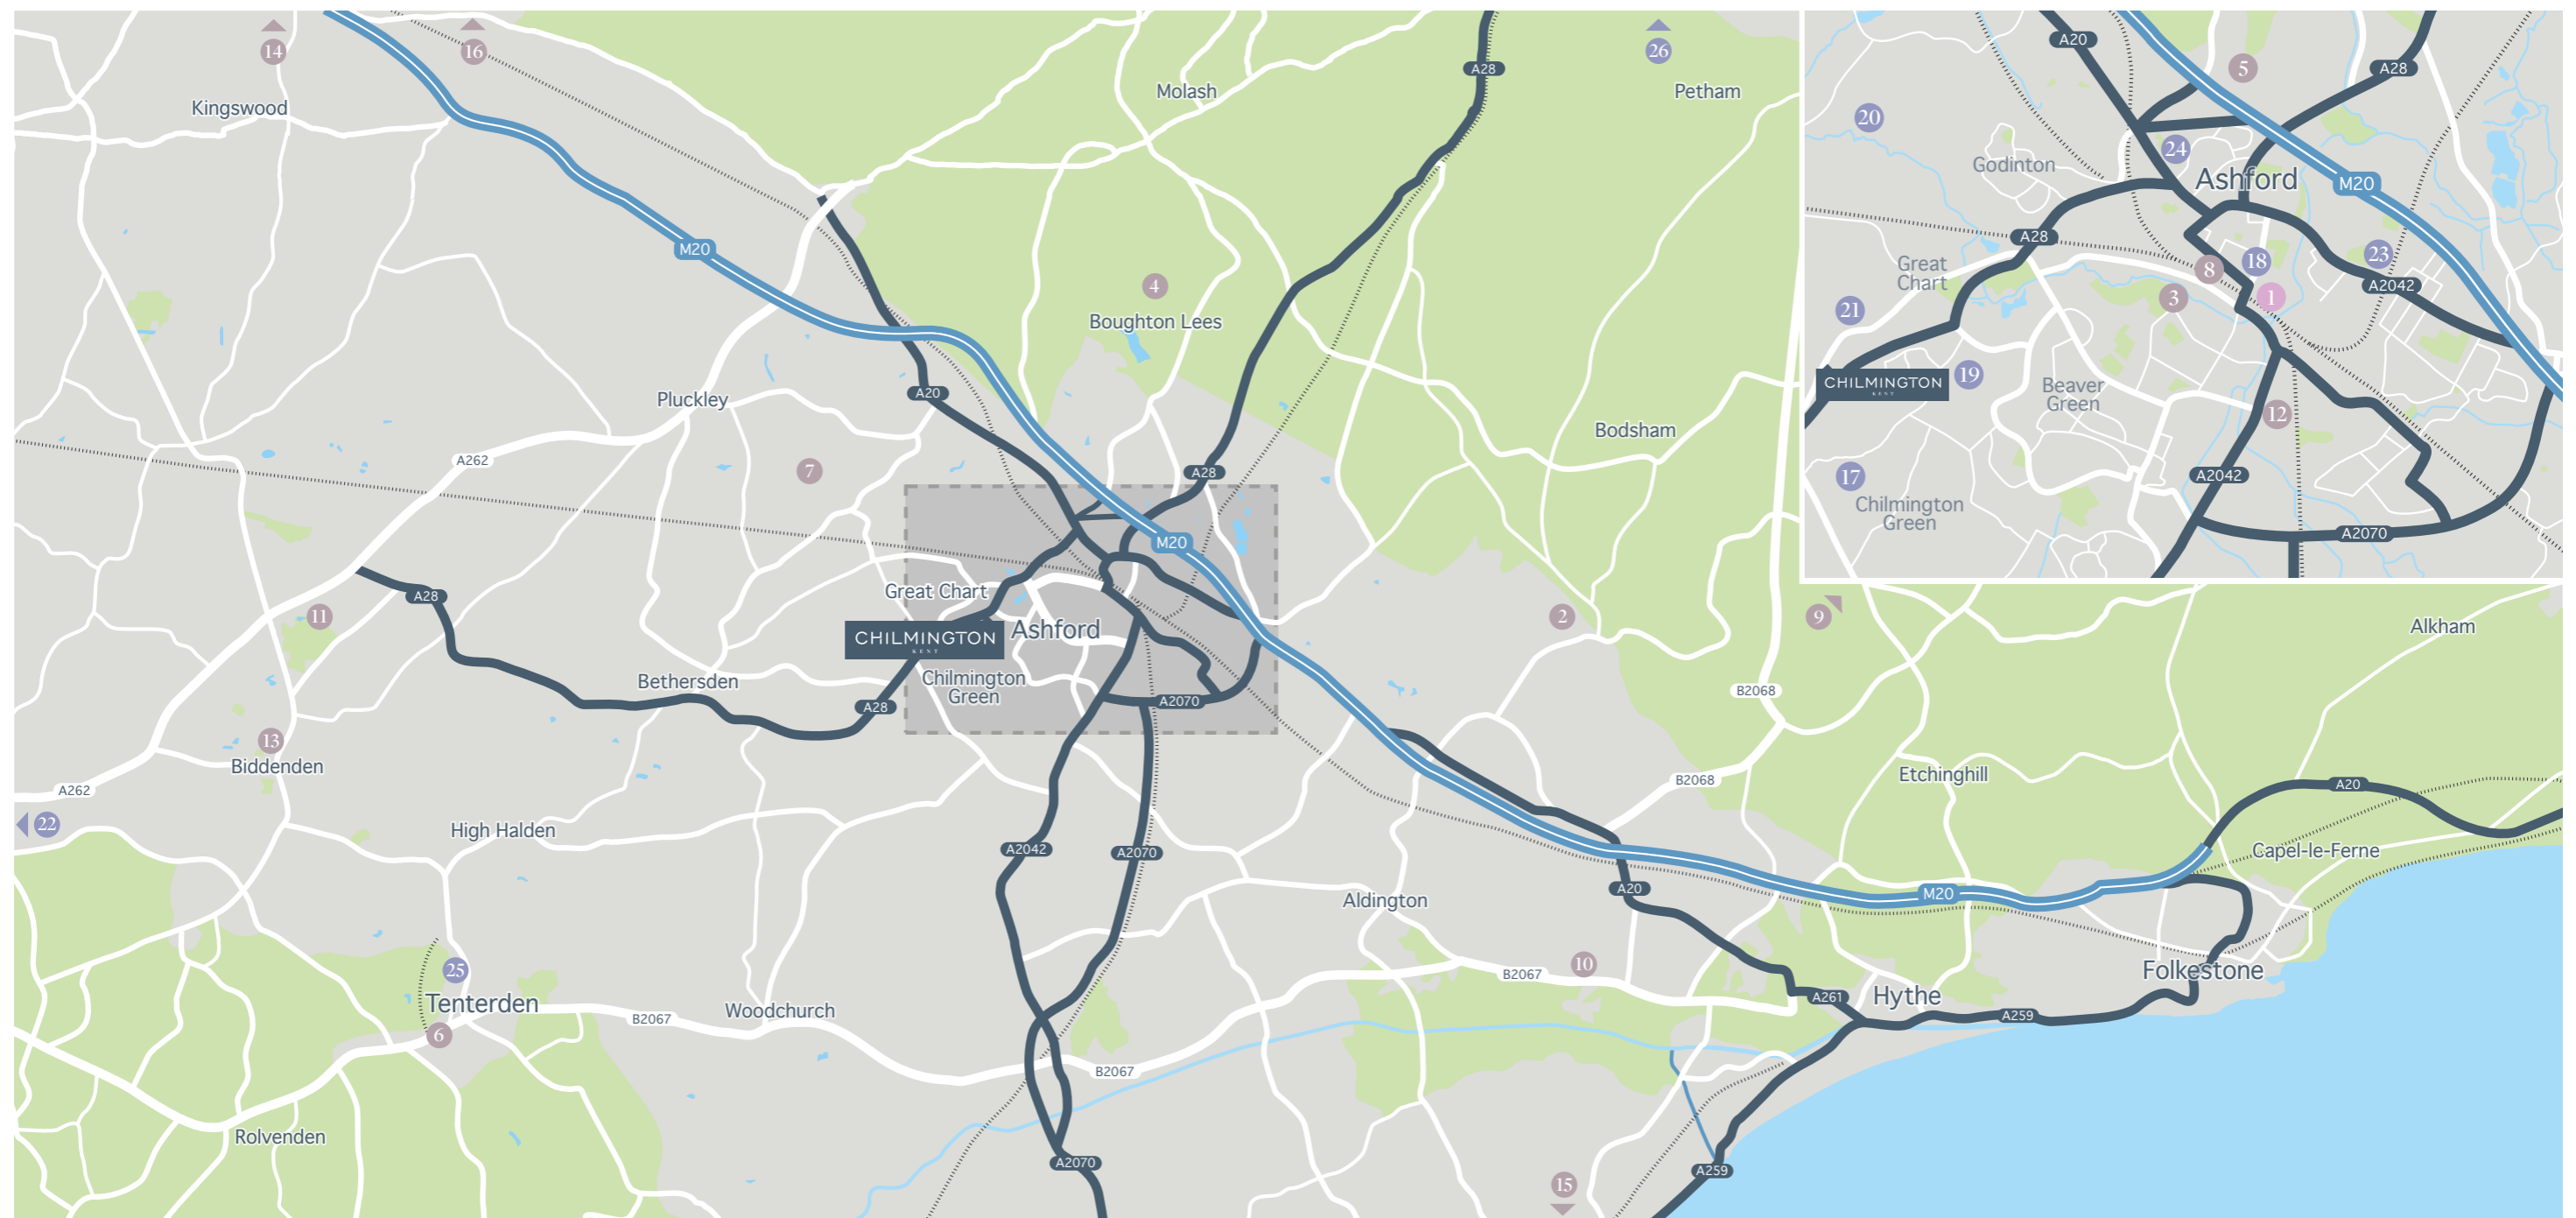 14
16
A28
26
Kingswood
Molash
Petham
M20
4
Boughton Lees
A20
Pluckley
Bodsham
A262
7
A28
M20
A28
Great Chart
11
2
9
CHILMINGTON
KENT
Ashford
Alkham
Bethersden
Chilmington
Green
B2068
A2070
A28
13
Biddenden
Etchinghill
B2068
A20
A262
22
High Halden
A2042
A2070
Capel-le-Ferne
A20
M20
Aldington
25
10
B2067
Folkestone
Tenterden
Hythe
A261
Woodchurch
B2067
A259
6
B2067
Rolvenden
A2070
A259
15
A20
5
A28
20
24
Godinton
Ashford
M20
A28
Great
Chart
8
18
23
A2042
21
3
1
CHILMINGTON
KENT
19
Beaver
Green
12
17
A2042
Chilmington
Green
A2070